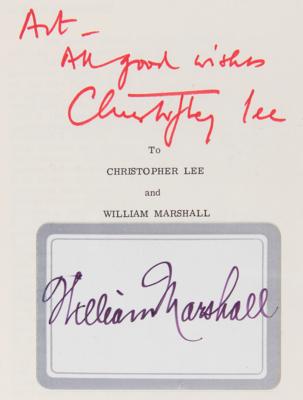 Art –
All good wishes
Christopher Lee
To
CHRISTOPHER LEE
and
WILLIAM MARSHALL
William Marshall